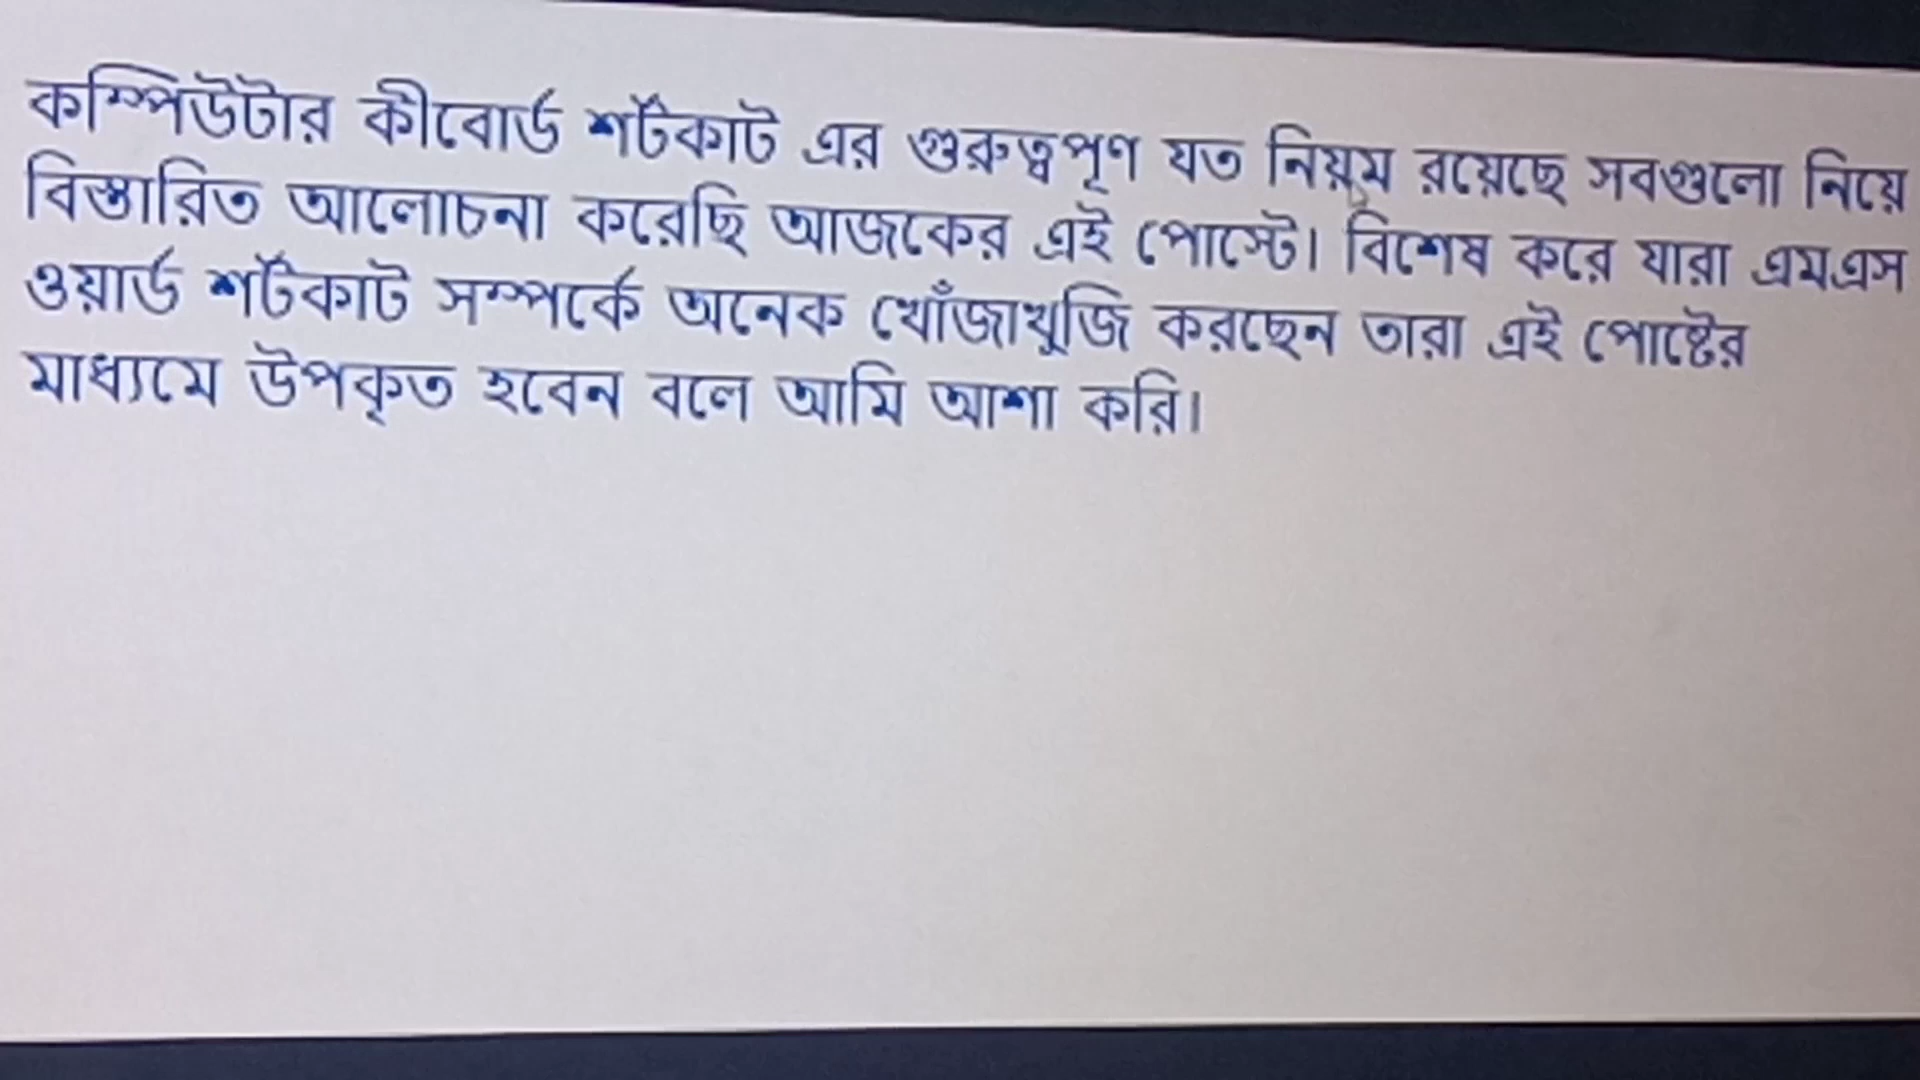 কম্পিউটার কীবোর্ড শর্টকাট এর গুরুত্বপূণ যত নিয়ম রয়েছে সবগুলো নিয়ে
বিস্তারিত আলোচনা করেছি আজকের এই পোস্টে। বিশেষ করে যারা এমএস
ওয়ার্ড শর্টকাট সম্পর্কে অনেক খোঁজাখুজি করছেন তারা এই পোষ্টের
মাধ্যমে উপকৃত হবেন বলে আমি আশা করি।